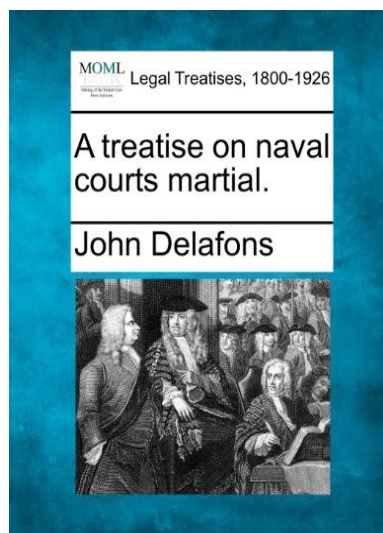 MOML
Legal Treatises, 1800-1926
A treatise on naval
courts martial.
John Delafons